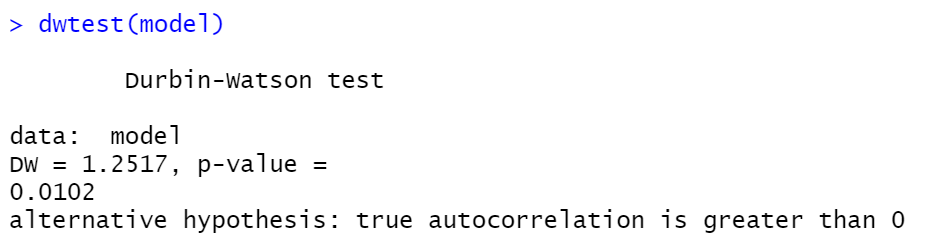 > dwtest(model)
Durbin-Watson test
data:  model
DW = 1.2517, p-value =
0.0102
alternative hypothesis: true autocorrelation is greater than 0